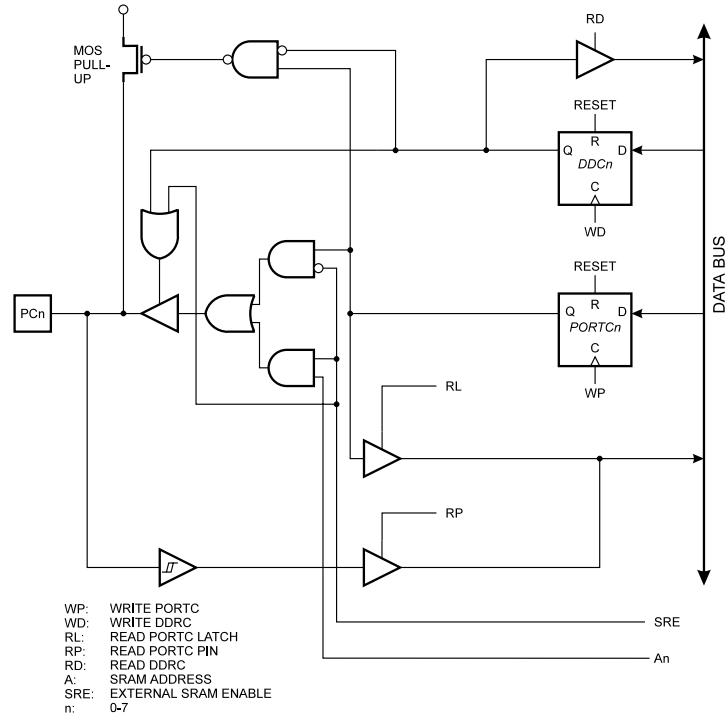 MOS
PULL-
UP
RD
RESET
R
Q
D
DDCn
C
WD
RESET
R
Q
D
PORTCn
C
WP
DATA BUS
PCn
RL
RP
SRE
An
WP: WRITE PORTC
WD: WRITE DDRC
RL: READ PORTC LATCH
RP: READ PORTC PIN
RD: READ DDRC
A: SRAM ADDRESS
SRE: EXTERNAL SRAM ENABLE
n: 0-7